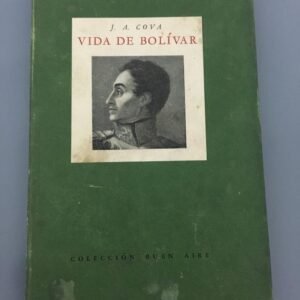 J. A. COVA
VIDA DE BOLÍVAR
COLECCIÓN BUEN AIRE